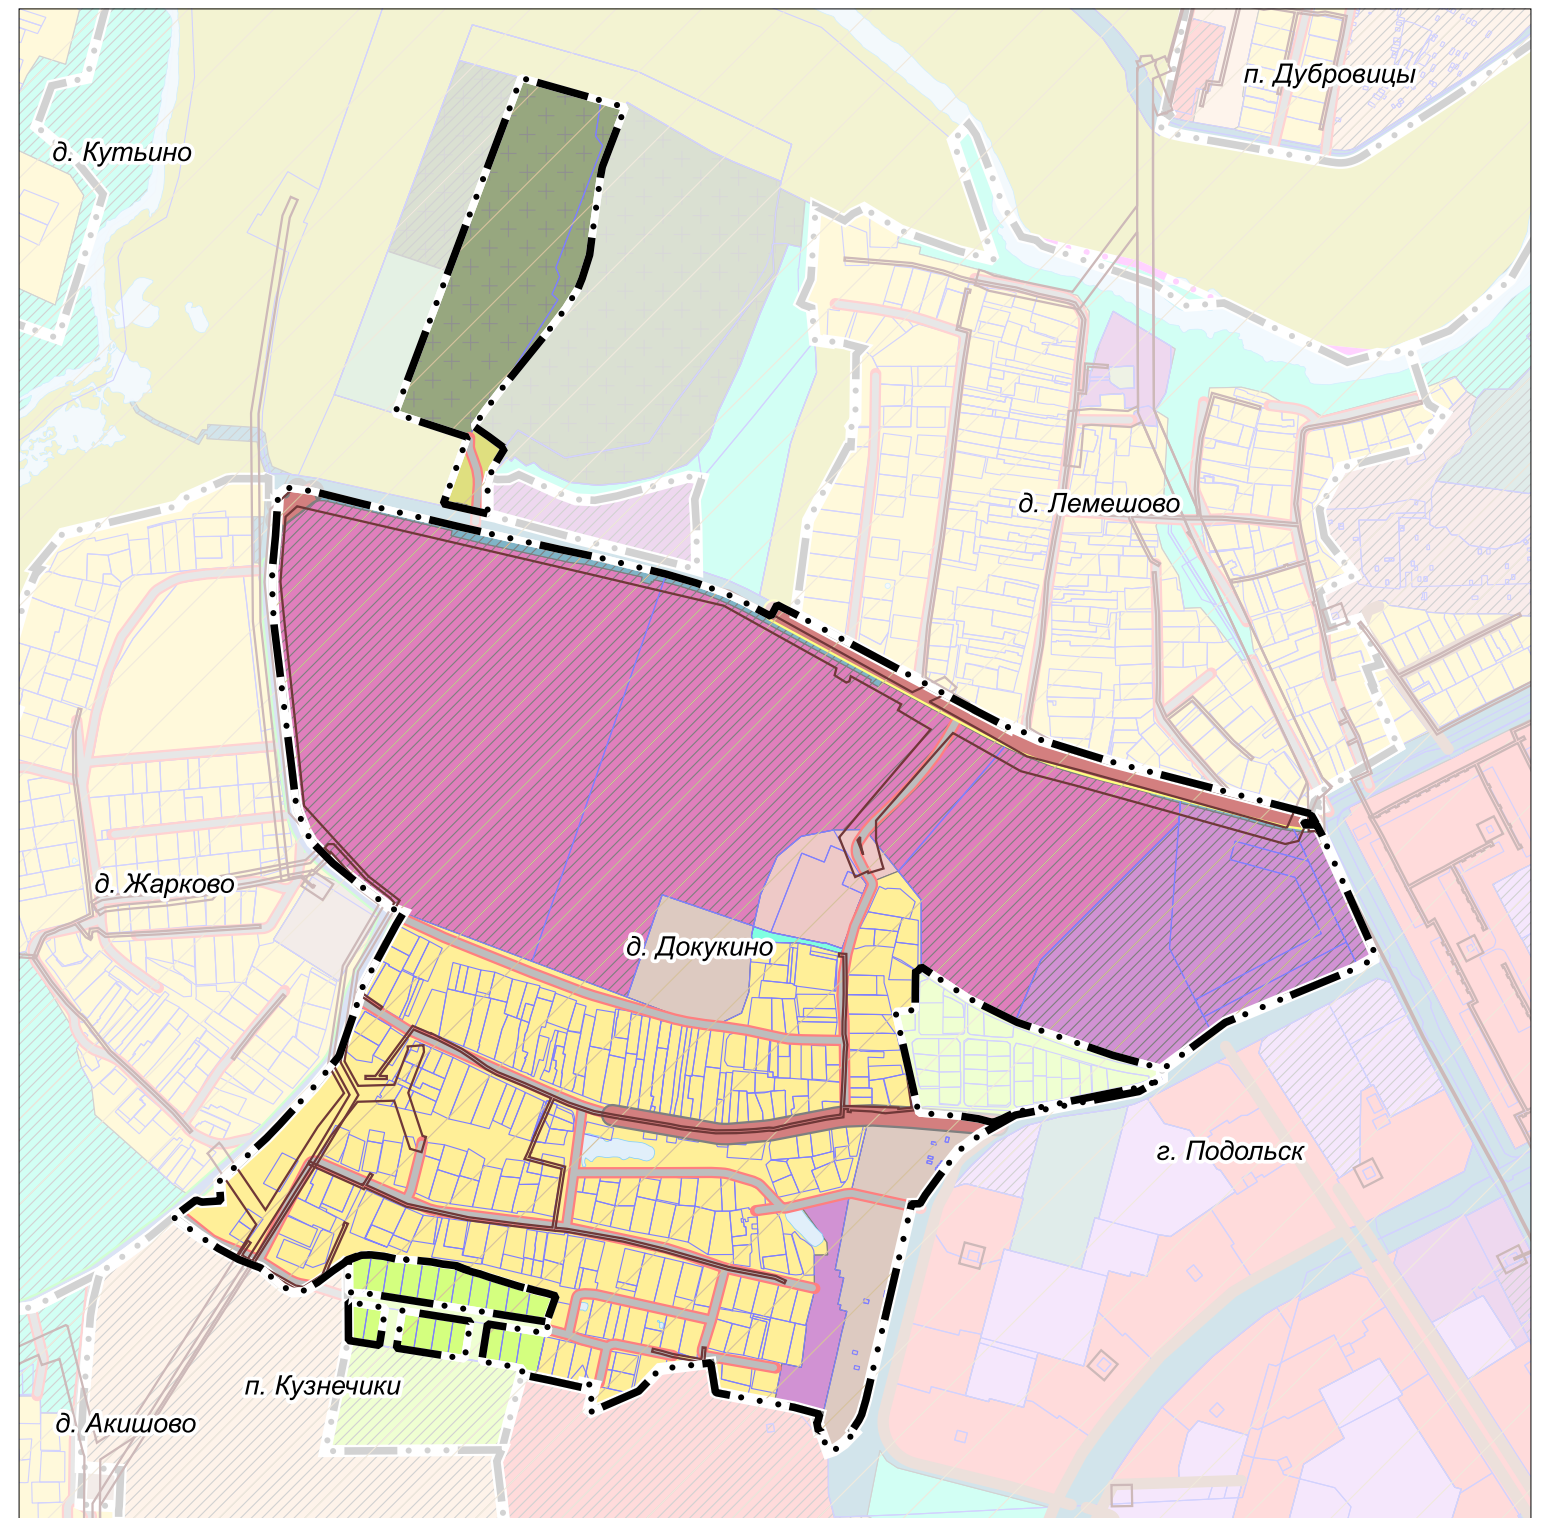 п. Дубровицы
д. Кутьино
д. Лемешово
д. Жарково
д. Докукино
г. Подольск
п. Кузнечики
д. Акишово